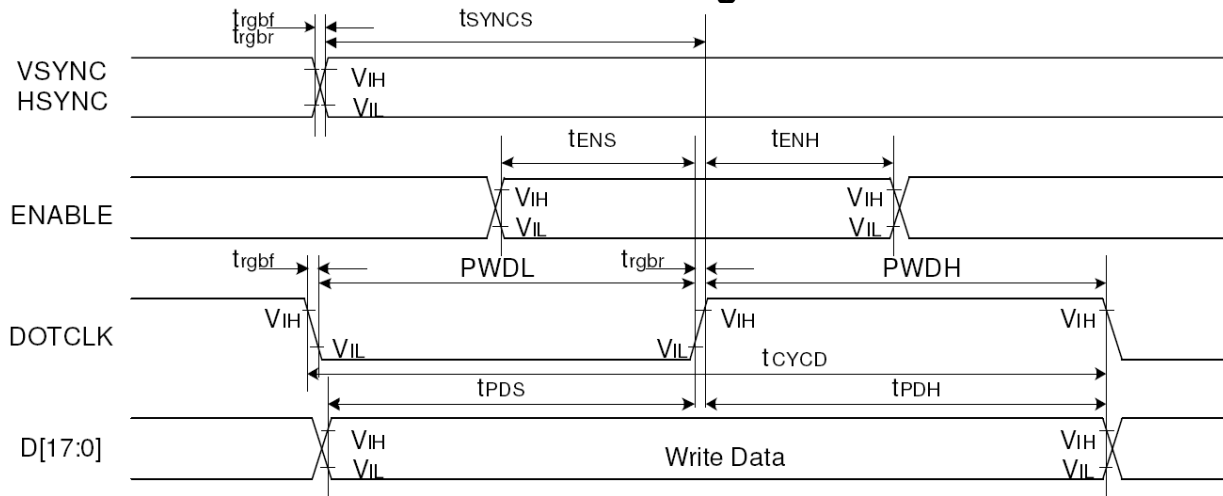 trgbf
trgbr
tSYNCS
VSYNC
HSYNC
VIH
VIL
tENS
tENH
ENABLE
VIH
VIL
VIH
VIL
trgbf
PWDL
trgbr
PWDH
DOTCLK
VIH
VIL
VIL
VIH
VIH
tCYCD
tPDS
tPDH
D[17:0]
VIH
VIL
Write Data
VIH
VIL